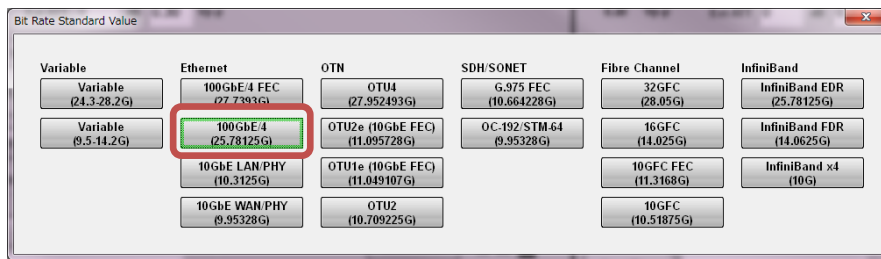 Bit Rate Standard Value
Variable
Ethernet
OTN
SDH/SONET
Fibre Channel
InfiniBand
Variable
(24.3-28.2G)
100GbE/4 FEC
(27.7393G)
OTU4
(27.952493G)
G.975 FEC
(10.664228G)
32GFC
(28.05G)
InfiniBand EDR
(25.78125G)
Variable
(9.5-14.2G)
100GbE/4
(25.78125G)
OTU2e (10GbE FEC)
(11.095728G)
OC-192/STM-64
(9.95328G)
16GFC
(14.025G)
InfiniBand FDR
(14.0625G)
10GbE LAN/PHY
(10.3125G)
OTU1e (10GbE FEC)
(11.049107G)
10GFC FEC
(11.3168G)
InfiniBand x4
(10G)
10GbE WAN/PHY
(9.95328G)
OTU2
(10.709225G)
10GFC
(10.51875G)